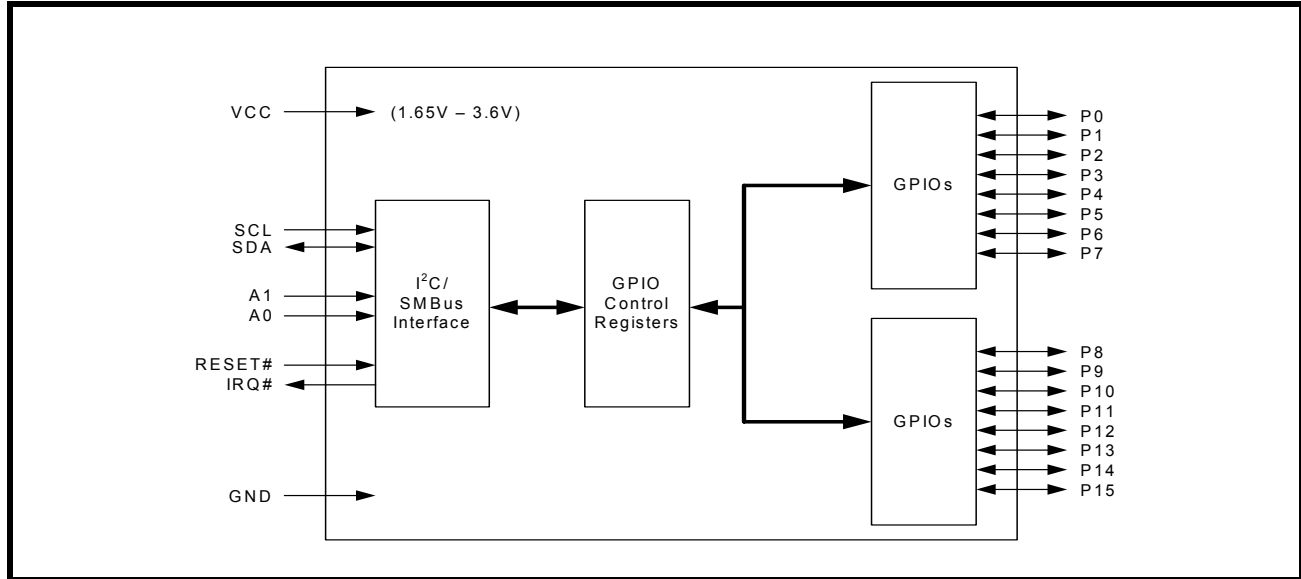 VCC
(1.65V – 3.6V)
SCL
SDA
A1
A0
RESET#
IRQ#
GND
I²C/
SMBus
Interface
GPIO
Control
Registers
GPIOs
P0
P1
P2
P3
P4
P5
P6
P7
GPIOs
P8
P9
P10
P11
P12
P13
P14
P15